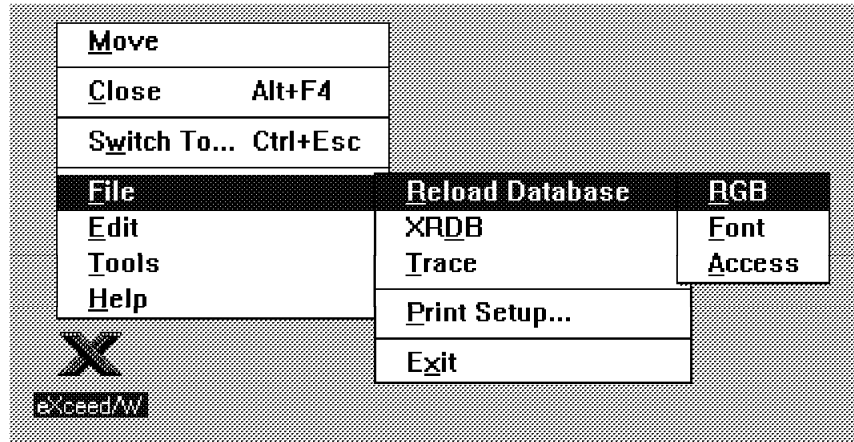 Move
Close Alt+F4
Switch To... Ctrl+Esc
File
Edit
Tools
Help
Reload Database
XRDB
Trace
Print Setup...
Exit
RGB
Font
Access
eXceed/W